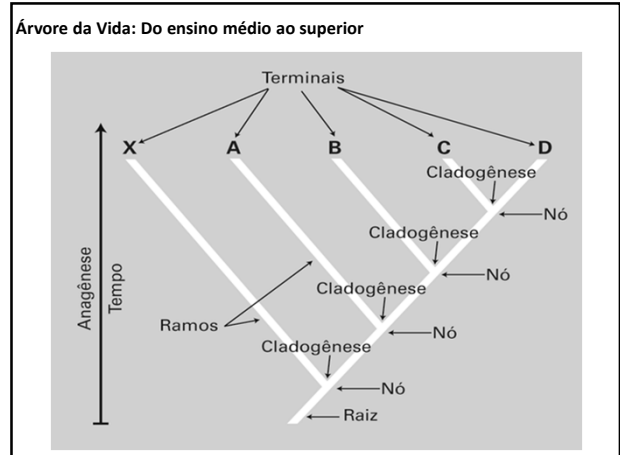 Árvore da Vida: Do ensino médio ao superior
Terminais
X A B C D
Cladogênese
Nó
Cladogênese
Nó
Cladogênese
Ramos
Nó
Cladogênese
Nó
Raiz
Anagênese
Tempo